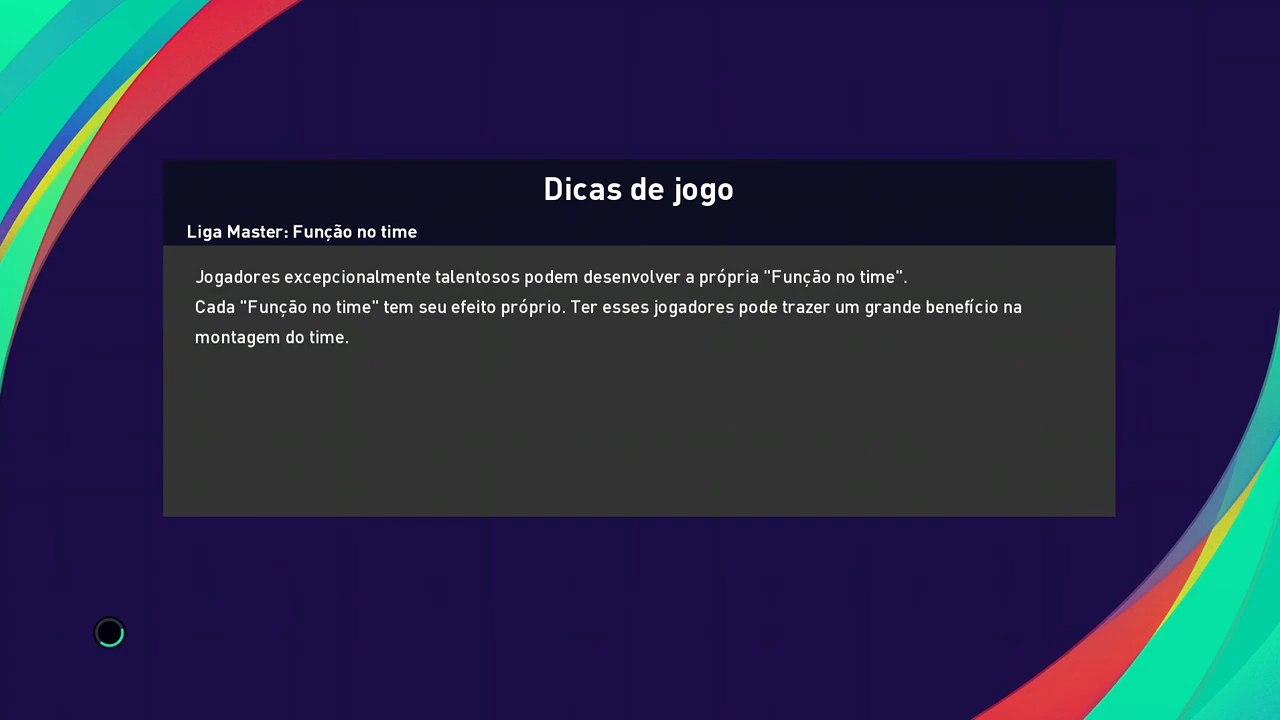 Dicas de jogo
Liga Master: Função no time
Jogadores excepcionalmente talentosos podem desenvolver a própria "Função no time".
Cada "Função no time" tem seu efeito próprio. Ter esses jogadores pode trazer um grande benefício na
montagem do time.